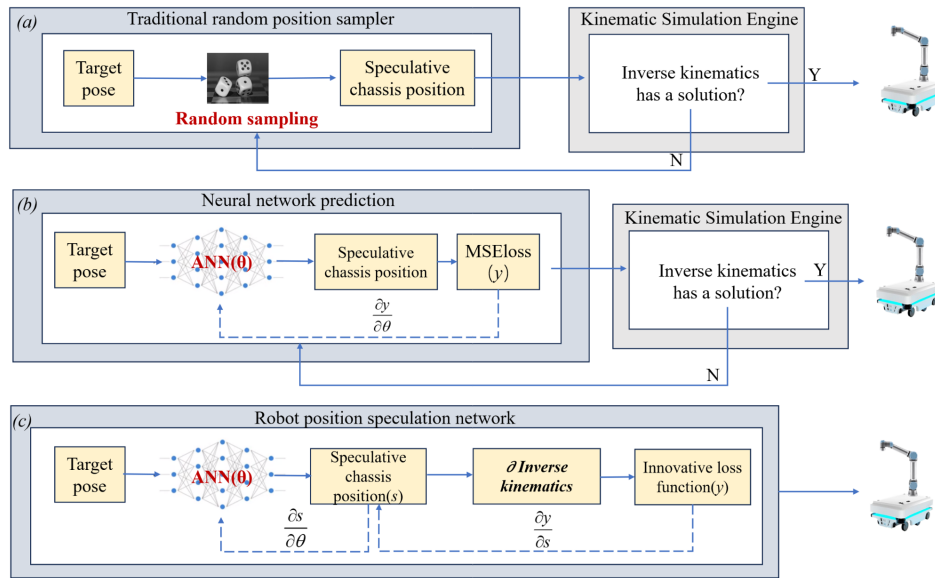 (a)
Traditional random position sampler
Target
pose
Random sampling
Speculative
chassis position
Kinematic Simulation Engine
Inverse kinematics
has a solution?
Y
N
(b)
Neural network prediction
Target
pose
ANN(θ)
Speculative
chassis position
MSEloss
(y)
∂y
∂θ
Kinematic Simulation Engine
Inverse kinematics
has a solution?
Y
N
(c)
Robot position speculation network
Target
pose
ANN(θ)
Speculative
chassis
position(s)
∂ Inverse
kinematics
Innovative loss
function(y)
∂s
∂θ
∂y
∂s